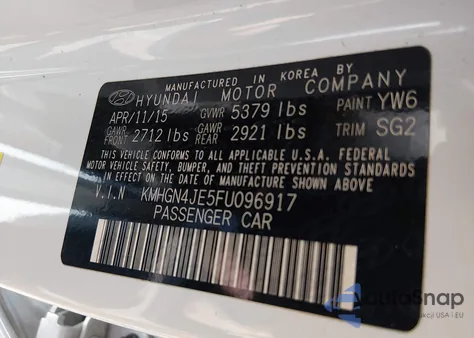 MANUFACTURED IN KOREA BY
HYUNDAI MOTOR COMPANY
APR/11/15 GVWR 5379 lbs PAINT YW6
GAWR FRONT 2712 lbs GAWR REAR 2921 lbs TRIM SG2
THIS VEHICLE CONFORMS TO ALL APPLICABLE U.S.A. FEDERAL
MOTOR VEHICLE SAFETY, BUMPER, AND THEFT PREVENTION STANDARDS
IN EFFECT ON THE DATE OF MANUFACTURE SHOWN ABOVE.
V.I.N KMHGN4JE5FU096917
PASSENGER CAR
AutoSnap
USA i EU